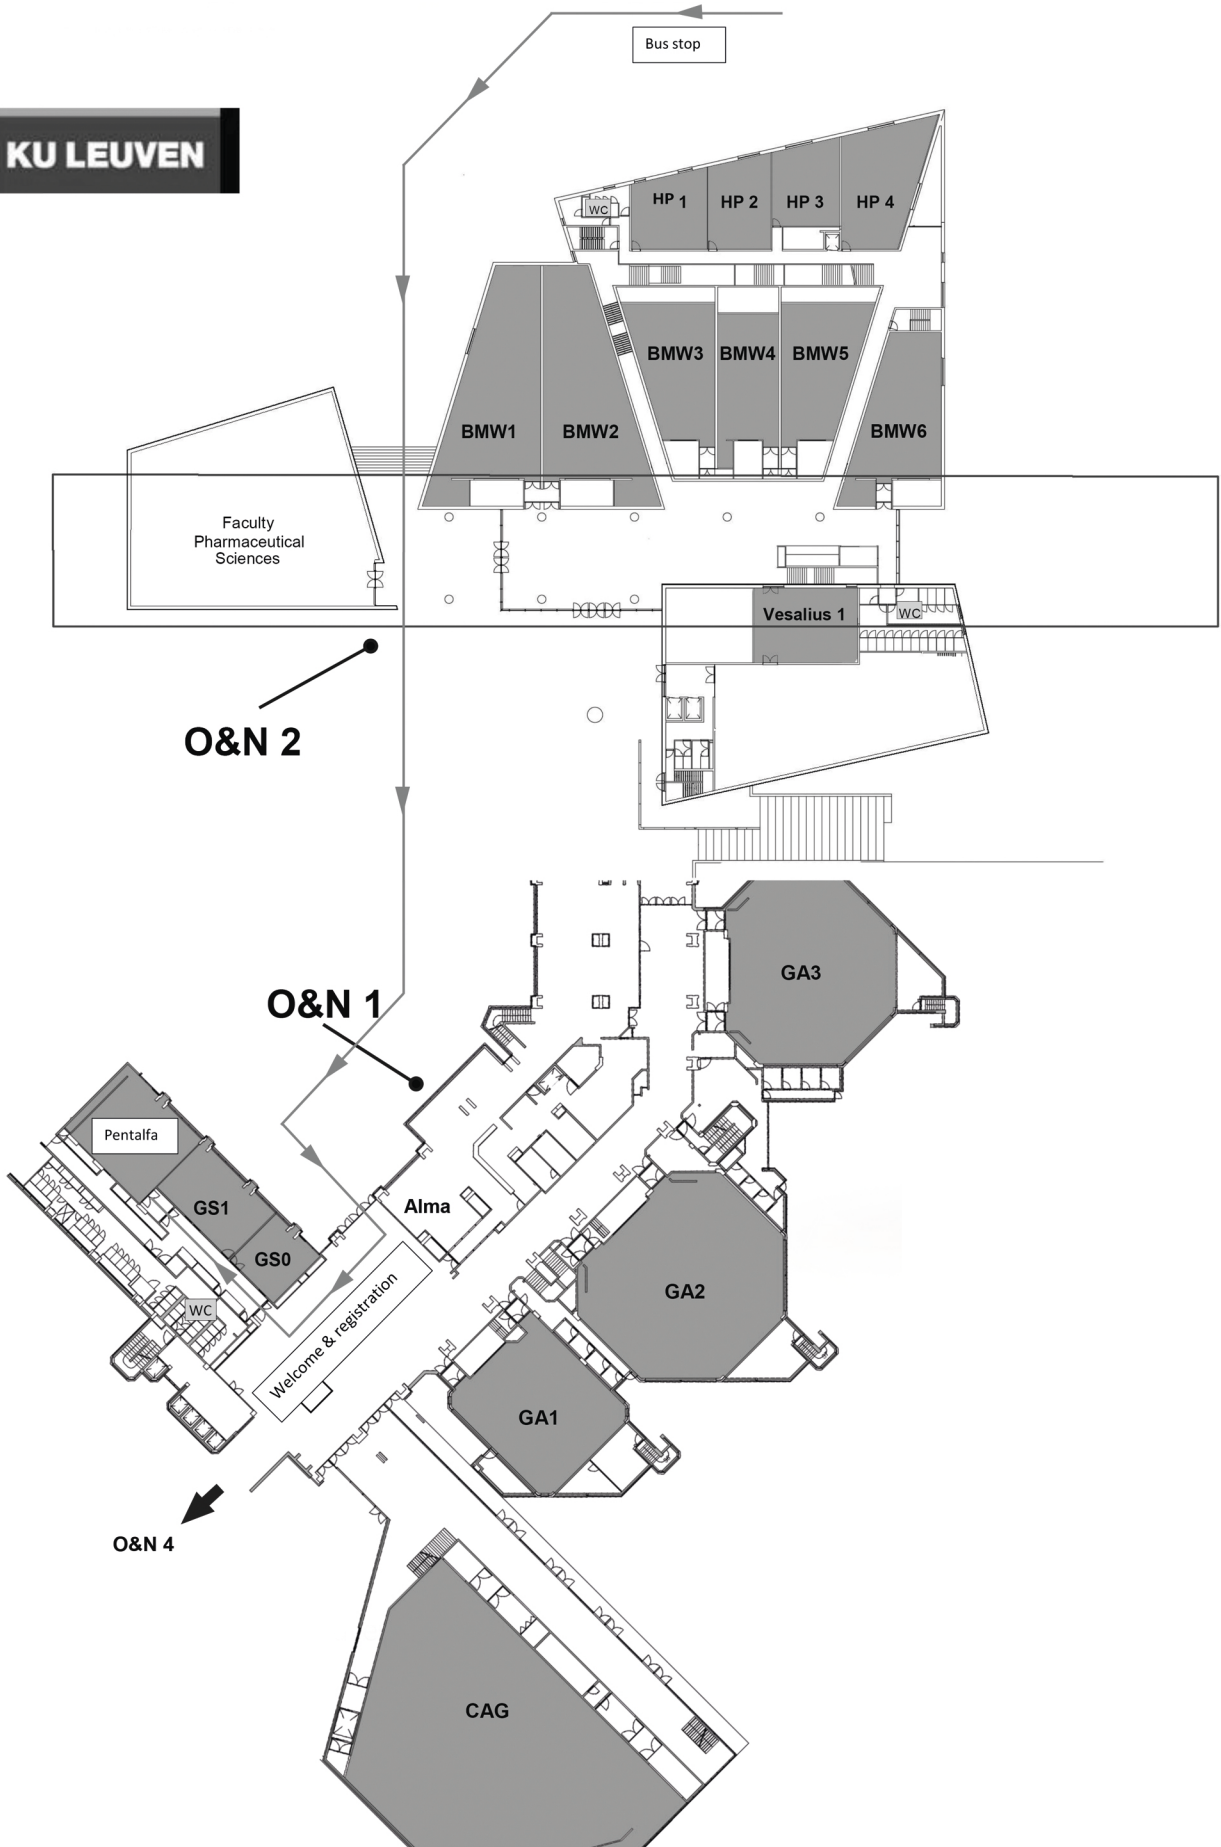 Bus stop
KU LEUVEN
HP 1
HP 2
HP 3
HP 4
WC
BMW3
BMW4
BMW5
BMW1
BMW2
BMW6
Faculty
Pharmaceutical
Sciences
Vesalius 1
WC
O&N 2
GA3
O&N 1
Pentalfa
GS1
Alma
GS0
GA2
WC
Welcome & registration
GA1
O&N 4
CAG